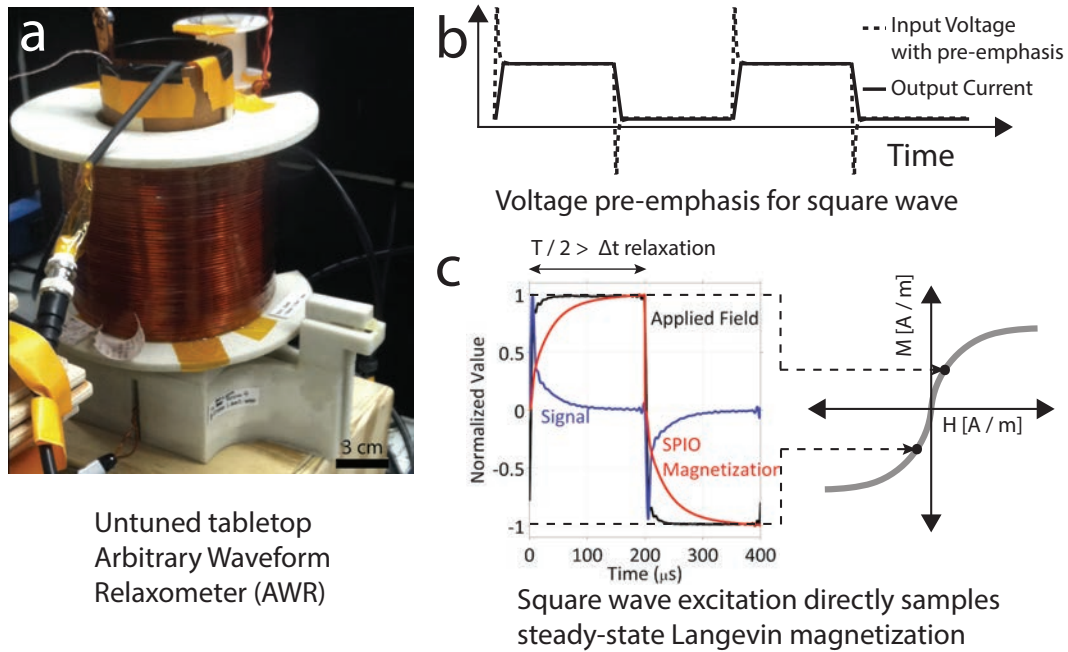 a
3 cm
Untuned tabletop
Arbitrary Waveform
Relaxometer (AWR)
b
Input Voltage
with pre-emphasis
Output Current
Time
Voltage pre-emphasis for square wave
c
T / 2 > Δt relaxation
Normalized Value
1
0.5
0
-0.5
-1
Applied Field
Signal
SPIO
Magnetization
0 100 200 300 400
Time (μs)
M [A / m]
H [A / m]
Square wave excitation directly samples
steady-state Langevin magnetization